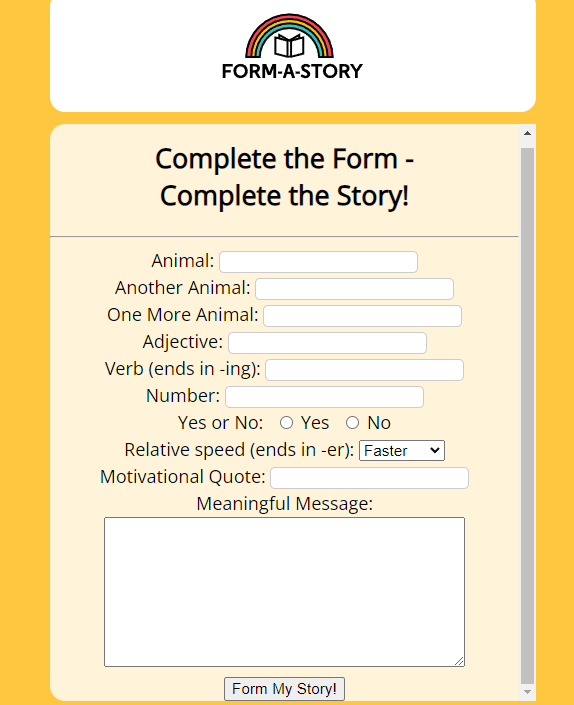 FORM-A-STORY
Complete the Form -
Complete the Story!
Animal:
Another Animal:
One More Animal:
Adjective:
Verb (ends in -ing):
Number:
Yes or No: Yes No
Relative speed (ends in -er): Faster
Motivational Quote:
Meaningful Message:
Form My Story!